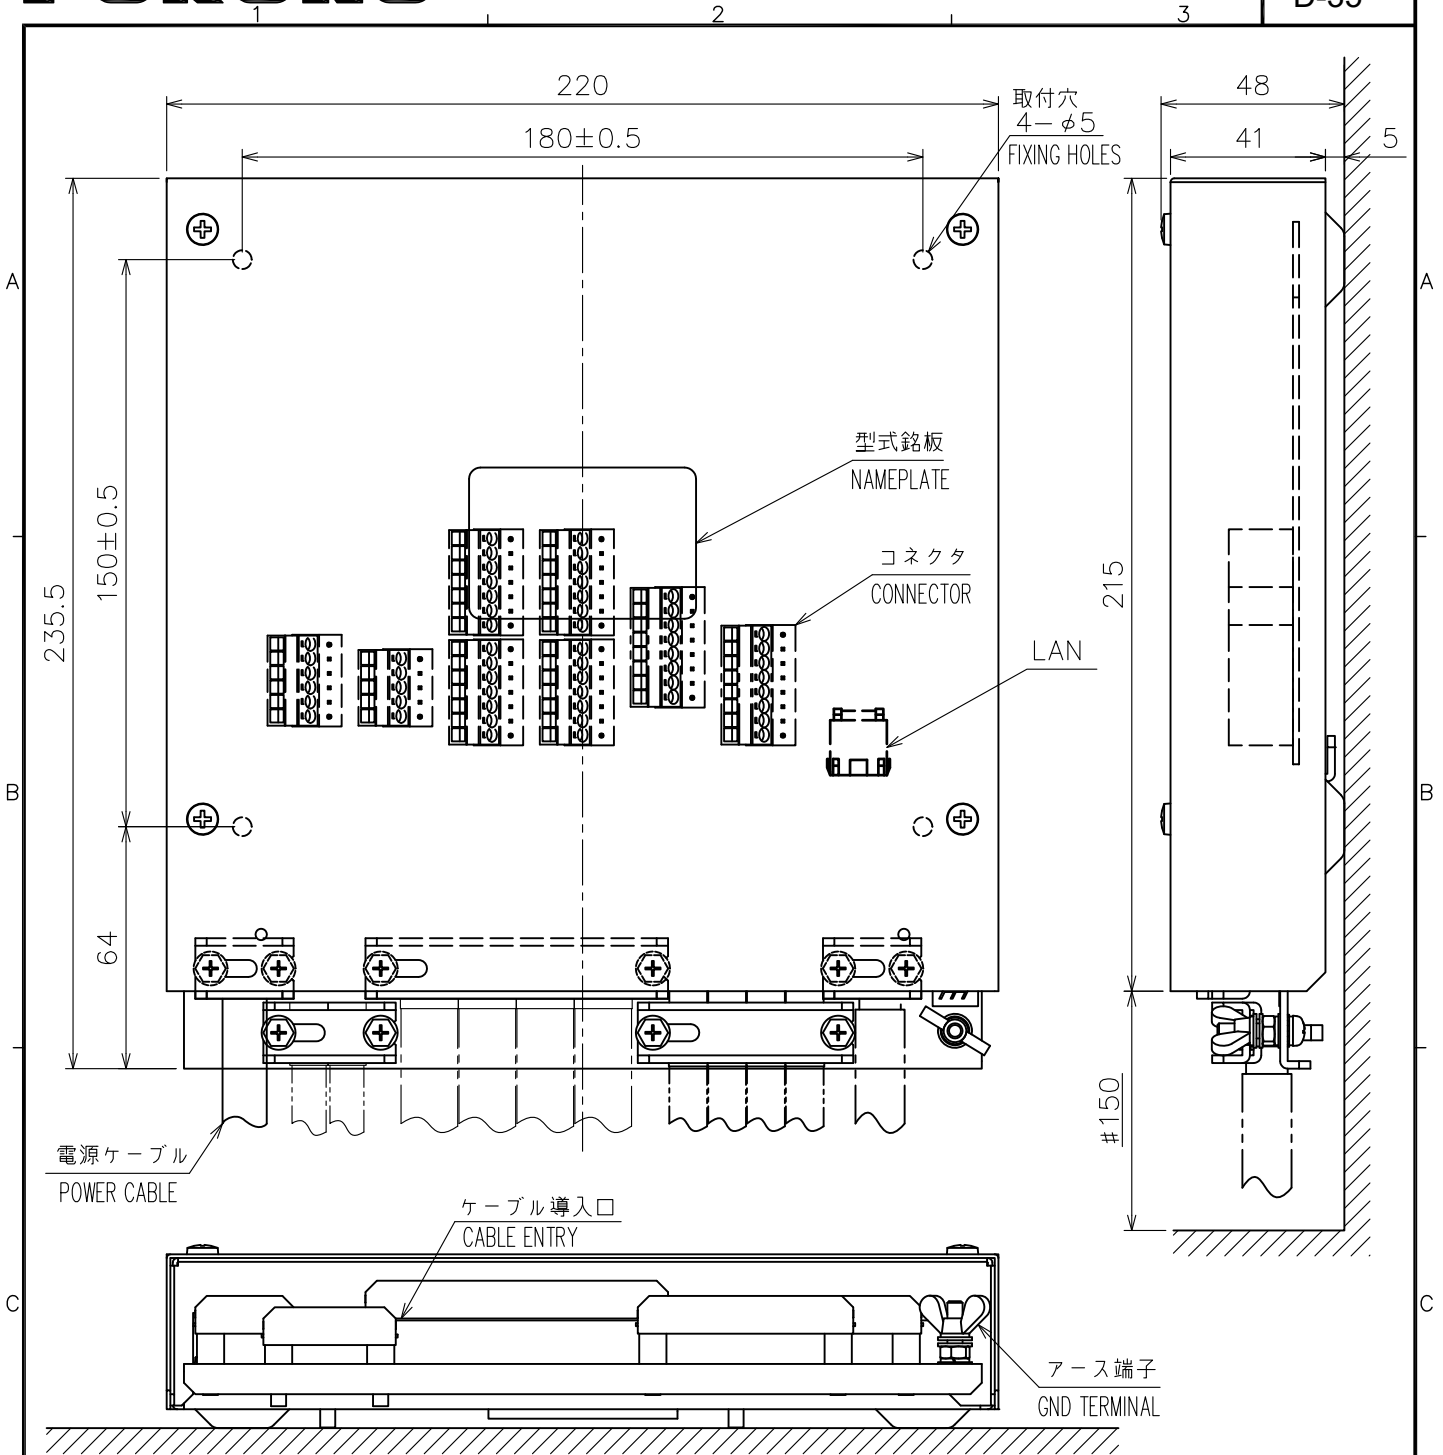 1
2
3
220
取付穴
4-φ5
FIXING HOLES
48
180±0.5
41
5
A
A
型式銘板
NAMEPLATE
150±0.5
コネクタ
CONNECTOR
235.5
215
LAN
B
B
64
#150
電源ケーブル
POWER CABLE
ケーブル導入口
CABLE ENTRY
C
C
アース端子
GND TERMINAL